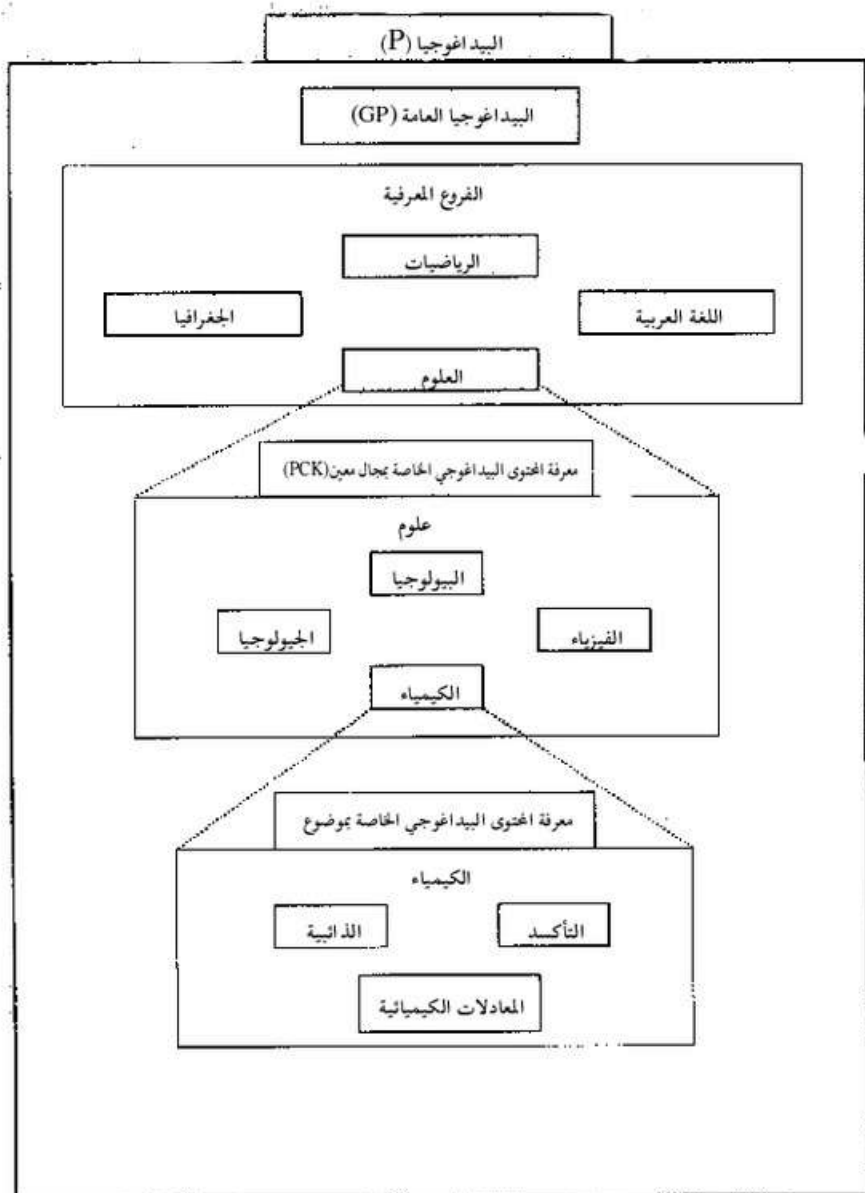 البيداغوجيا (P)
البيداغوجيا العامة (GP)
الفروع المعرفية
الرياضيات
اللغة العربية
الجغرافيا
العلوم
معرفة المحتوى البيداغوجي الخاصة بمجال معين (PCK)
علوم
البيولوجيا
الفيزياء
الجيولوجيا
الكيمياء
معرفة المحتوى البيداغوجي الخاصة بموضوع
الكيمياء
التأكسد
الذائبية
المعادلات الكيميائية